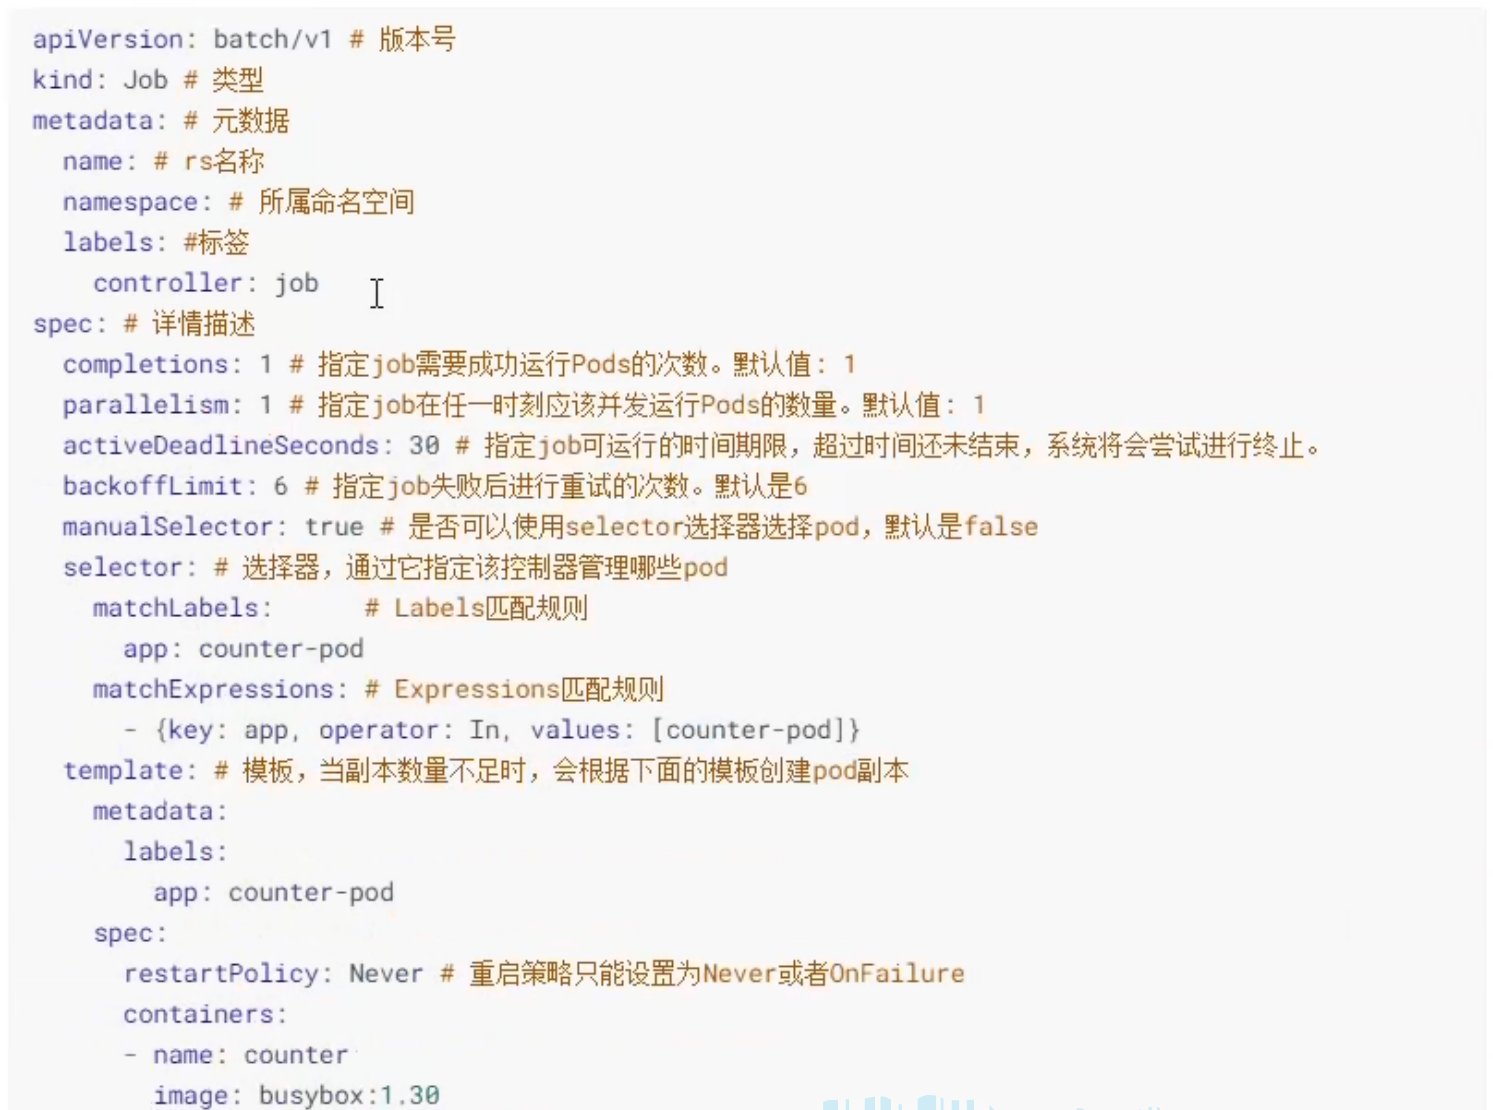 apiVersion: batch/v1 # 版本号
kind: Job # 类型
metadata: # 元数据
  name: # rs名称
  namespace: # 所属命名空间
  labels: #标签
    controller: job
spec: # 详情描述
  completions: 1 # 指定job需要成功运行Pods的次数。默认值: 1
  parallelism: 1 # 指定job在任一时刻应该并发运行Pods的数量。默认值: 1
  activeDeadlineSeconds: 30 # 指定job可运行的时间期限，超过时间还未结束，系统将会尝试进行终止。
  backoffLimit: 6 # 指定job失败后进行重试的次数。默认是6
  manualSelector: true # 是否可以使用selector选择器选择pod，默认是false
  selector: # 选择器，通过它指定该控制器管理哪些pod
    matchLabels:      # Labels匹配规则
      app: counter-pod
    matchExpressions: # Expressions匹配规则
      - {key: app, operator: In, values: [counter-pod]}
  template: # 模板，当副本数量不足时，会根据下面的模板创建pod副本
    metadata:
      labels:
        app: counter-pod
    spec:
      restartPolicy: Never # 重启策略只能设置为Never或者OnFailure
      containers:
      - name: counter
        image: busybox:1.30